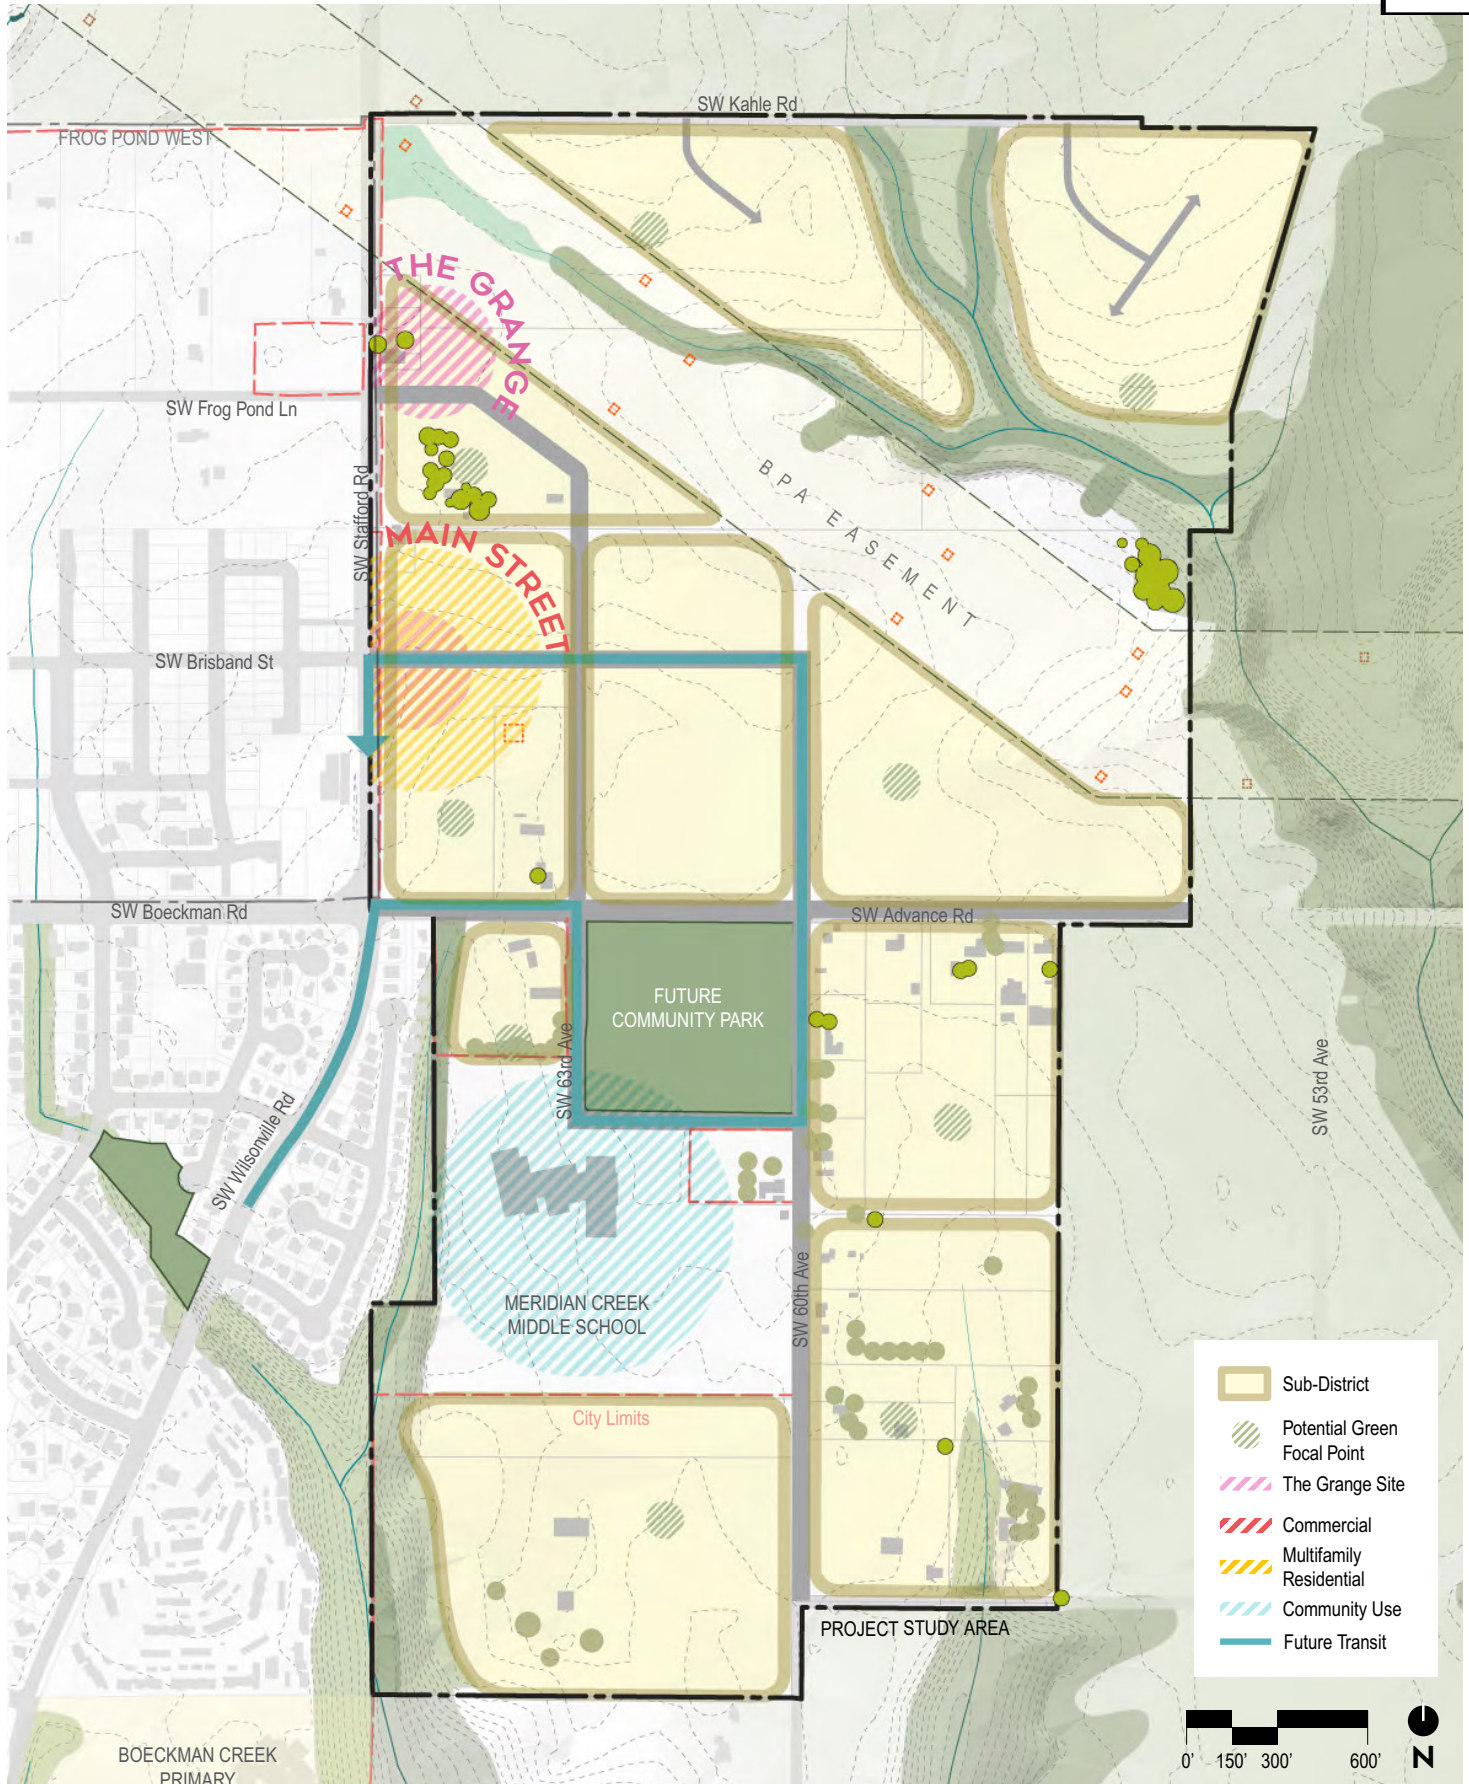 SW Kahle Rd
FROG POND WEST
THE GRANGE
SW Frog Pond Ln
SW Stafford Rd
BPA EASEMENT
MAIN STREET
SW Brisband St
SW Boeckman Rd
SW Advance Rd
FUTURE
COMMUNITY PARK
SW 63rd Ave
SW 53rd Ave
SW Wilsonville Rd
SW 60th Ave
MERIDIAN CREEK
MIDDLE SCHOOL
City Limits
PROJECT STUDY AREA
BOECKMAN CREEK
PRIMARY
Sub-District
Potential Green
Focal Point
The Grange Site
Commercial
Multifamily
Residential
Community Use
Future Transit
0' 150' 300' 600'
N